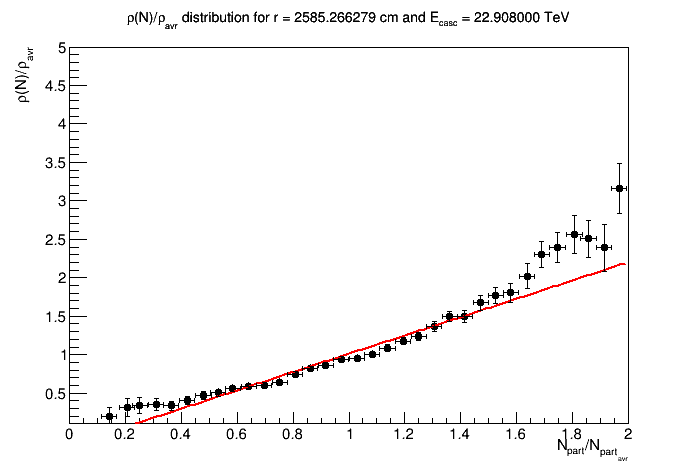 ρ(N)/ρavr distribution for r = 2585.266279 cm and Ecasc = 22.908000 TeV
ρ(N)/ρavr
5
4.5
4
3.5
3
2.5
2
1.5
1
0.5
0 0.2 0.4 0.6 0.8 1 1.2 1.4 1.6 1.8 2
Npart/Npartavr